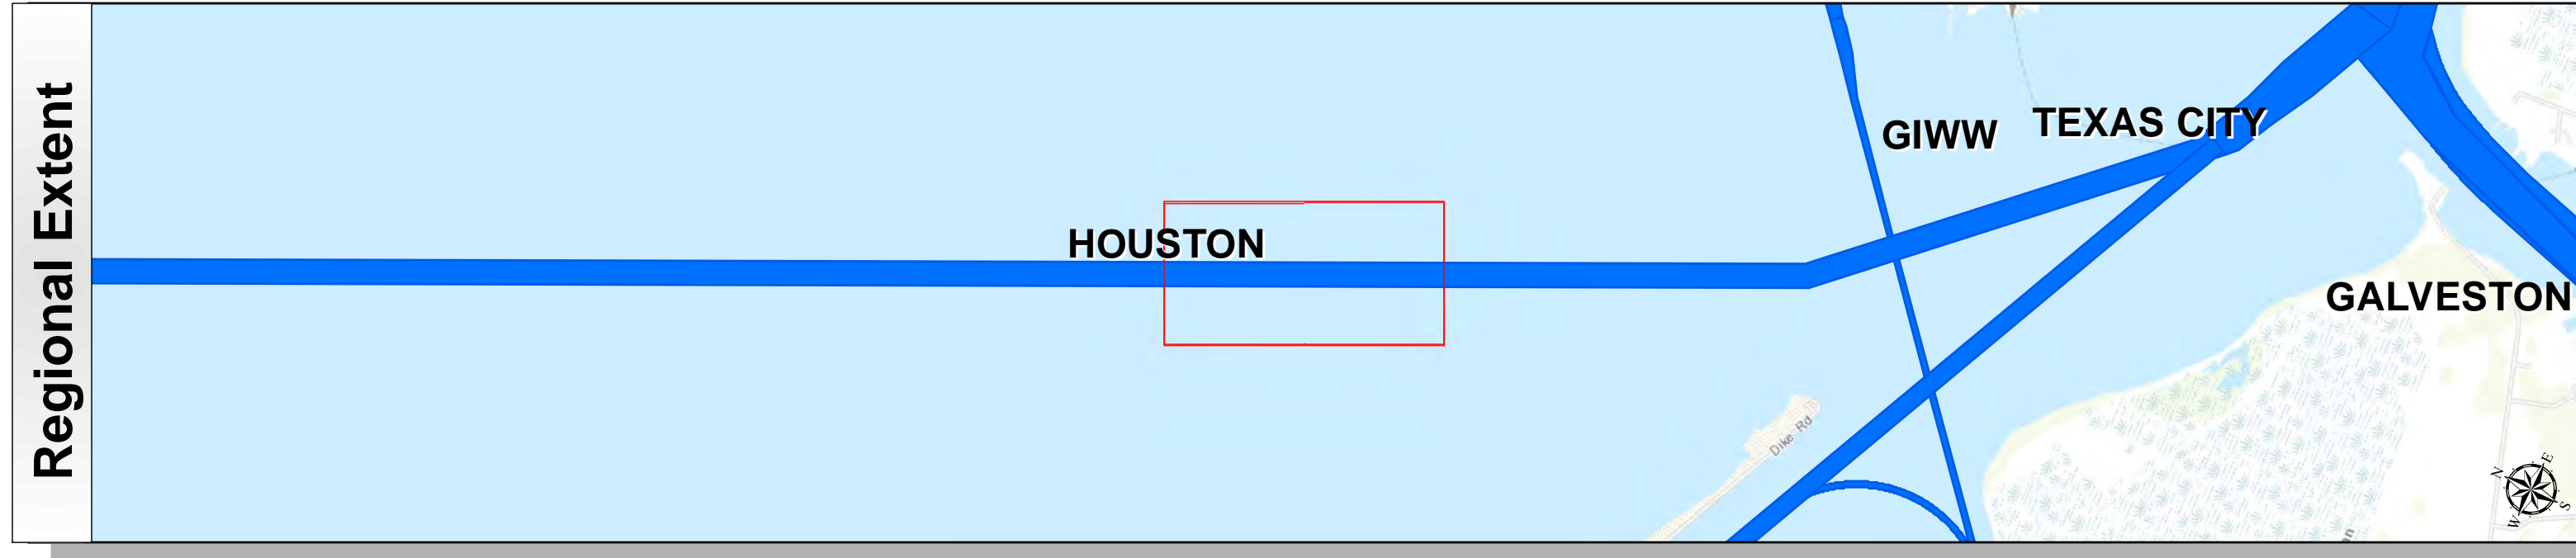 Regional Extent
HOUSTON
GIWW
TEXAS CITY
GALVESTON
Dike Rd
N
E
S
W